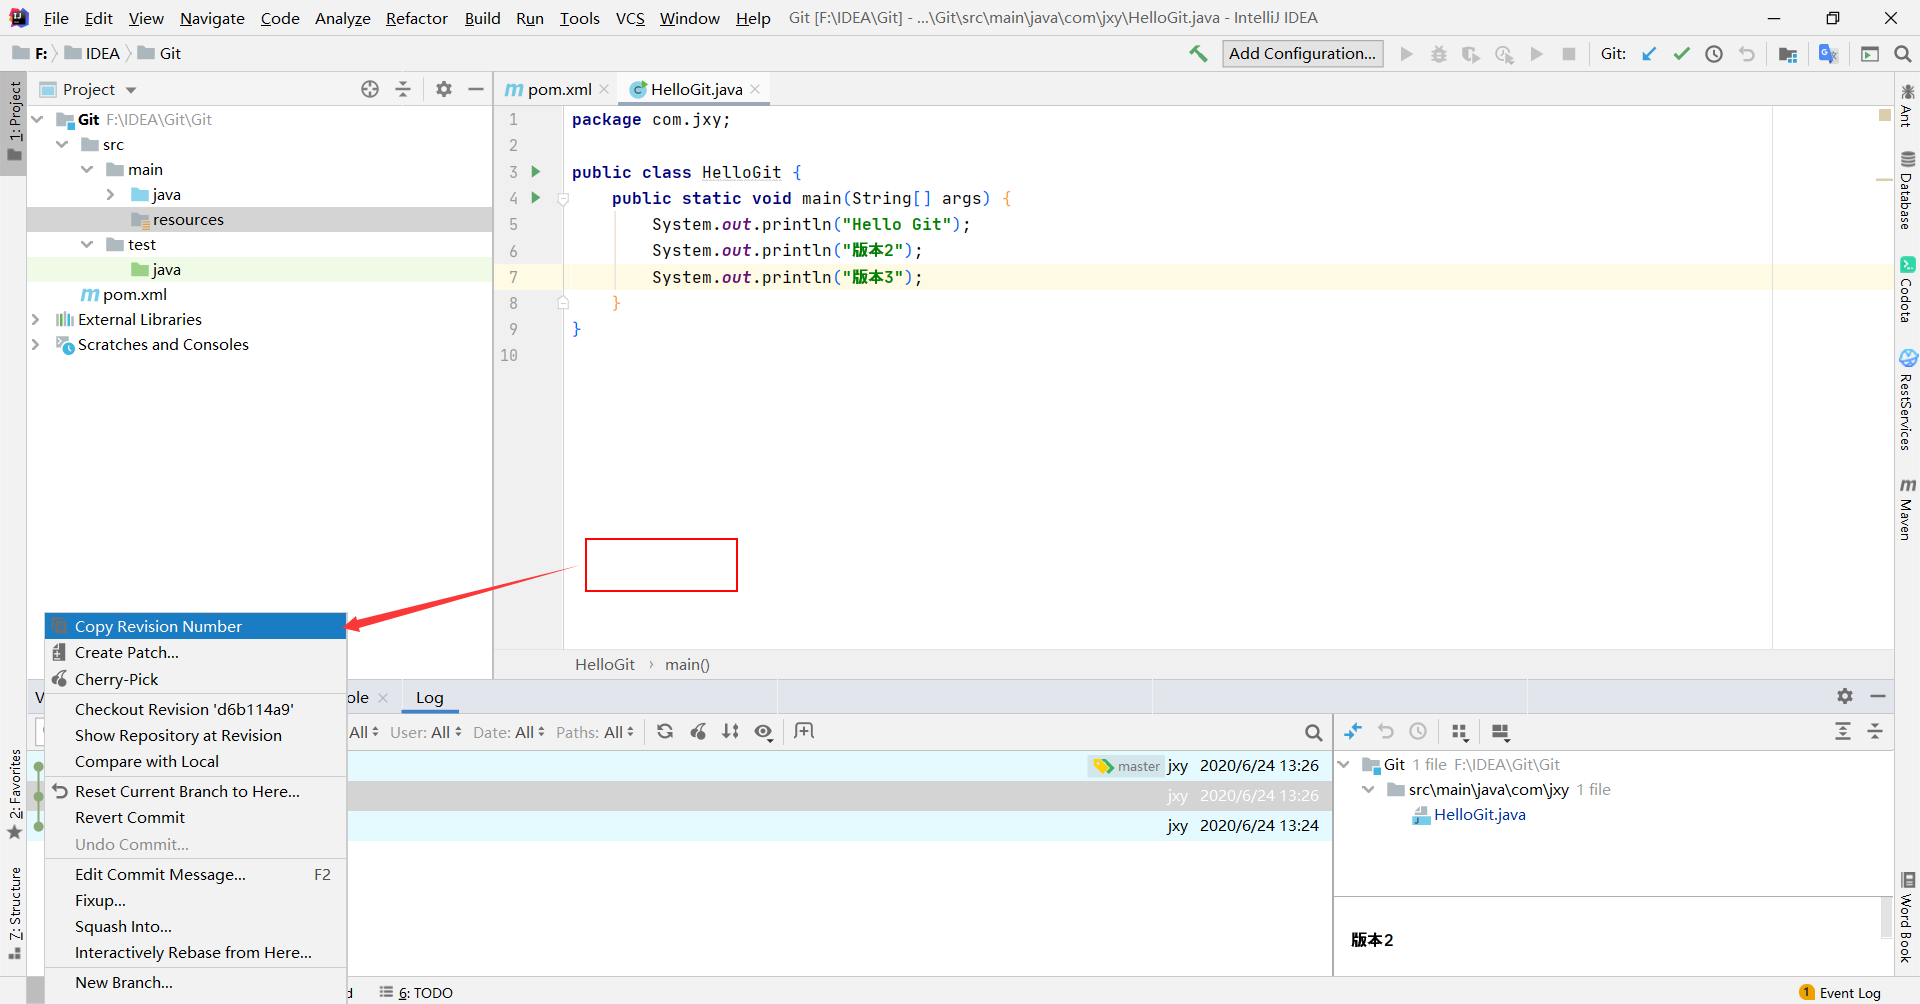 File Edit View Navigate Code Analyze Refactor Build Run Tools VCS Window Help Git [F:\IDEA\Git] - ...\Git\src\main\java\com\jxy\HelloGit.java - IntelliJ IDEA
F: IDEA Git
Add Configuration... Git:
1: Project
Project
pom.xml HelloGit.java
Git F:\IDEA\Git\Git
src
main
java
resources
test
java
pom.xml
External Libraries
Scratches and Consoles
1 package com.jxy;
2
3 public class HelloGit {
4 public static void main(String[] args) {
5 System.out.println("Hello Git");
6 System.out.println("版本2");
7 System.out.println("版本3");
8 }
9 }
10
HelloGit › main()
Ant
Database
Codota
RestServices
Maven
Word Book
Copy Revision Number
Create Patch...
Cherry-Pick
Checkout Revision 'd6b114a9'
Show Repository at Revision
Compare with Local
Reset Current Branch to Here...
Revert Commit
Undo Commit...
Edit Commit Message... F2
Fixup...
Squash Into...
Interactively Rebase from Here...
New Branch...
V ole Log
All User: All Date: All Paths: All
master jxy 2020/6/24 13:26
jxy 2020/6/24 13:26
jxy 2020/6/24 13:24
Git 1 file F:\IDEA\Git\Git
src\main\java\com\jxy 1 file
HelloGit.java
版本2
2: Favorites
7: Structure
d 6: TODO
1 Event Log